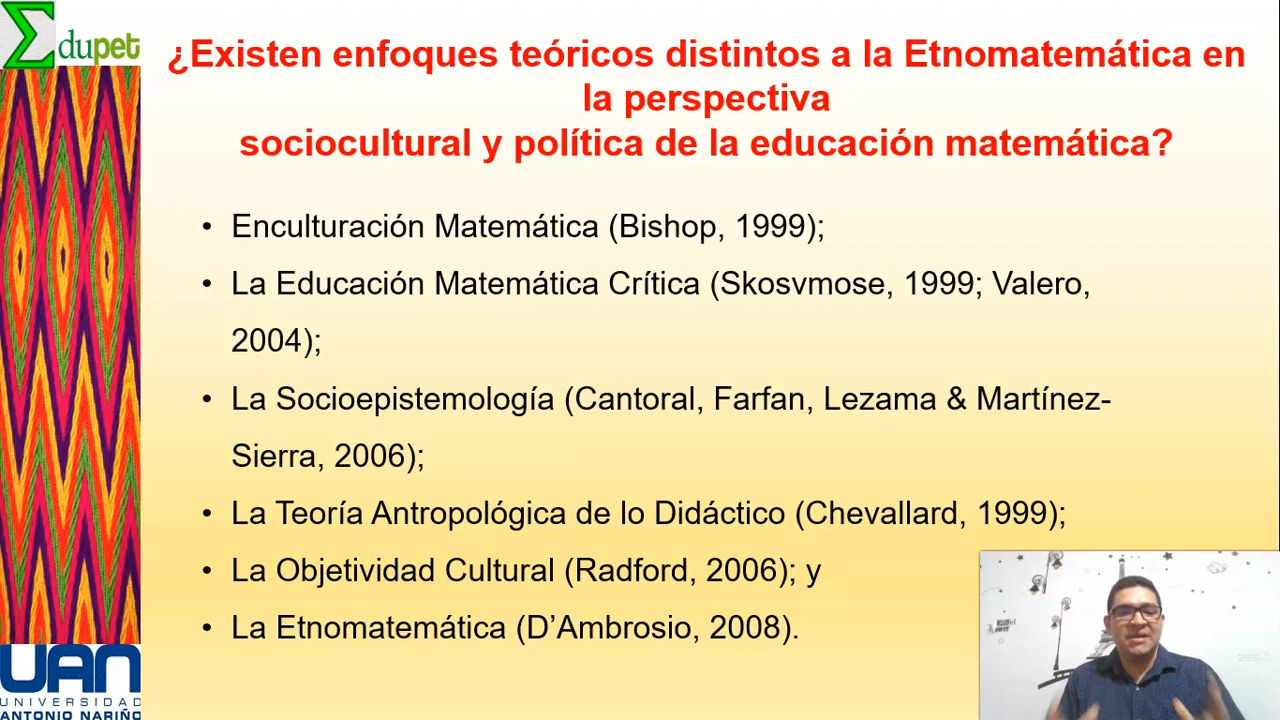 Σdupet
¿Existen enfoques teóricos distintos a la Etnomatemática en
la perspectiva
sociocultural y política de la educación matemática?
• Enculturación Matemática (Bishop, 1999);
• La Educación Matemática Crítica (Skosvmose, 1999; Valero,
2004);
• La Socioepistemología (Cantoral, Farfan, Lezama & Martínez-
Sierra, 2006);
• La Teoría Antropológica de lo Didáctico (Chevallard, 1999);
• La Objetividad Cultural (Radford, 2006); y
• La Etnomatemática (D’Ambrosio, 2008).
UAN
UNIVERSIDAD
ANTONIO NARIÑO